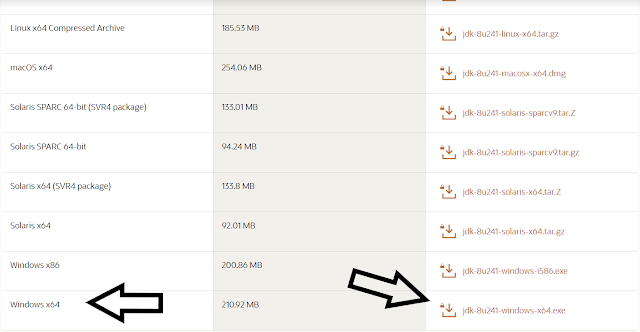 Linux x64 Compressed Archive 185.53 MB jdk-8u241-linux-x64.tar.gz
macOS x64 254.06 MB jdk-8u241-macosx-x64.dmg
Solaris SPARC 64-bit (SVR4 package) 133.01 MB jdk-8u241-solaris-sparcv9.tar.Z
Solaris SPARC 64-bit 94.24 MB jdk-8u241-solaris-sparcv9.tar.gz
Solaris x64 (SVR4 package) 133.8 MB jdk-8u241-solaris-x64.tar.Z
Solaris x64 92.01 MB jdk-8u241-solaris-x64.tar.gz
Windows x86 200.86 MB jdk-8u241-windows-i586.exe
Windows x64 210.92 MB jdk-8u241-windows-x64.exe